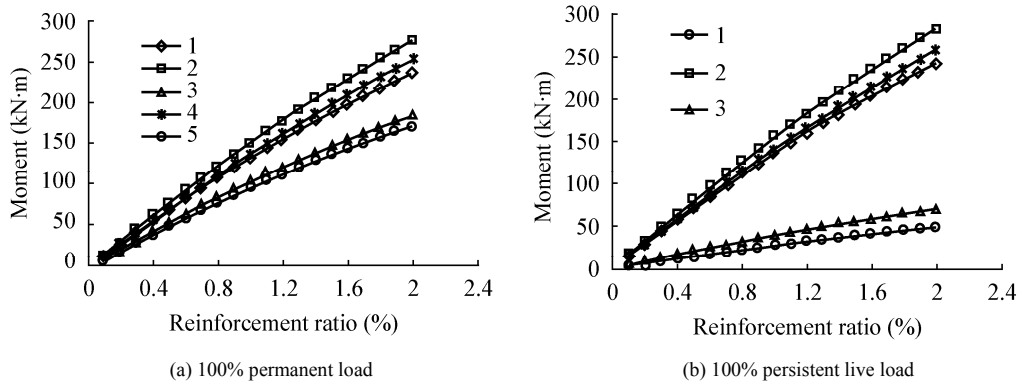 Moment (kN·m)
300
250
200
150
100
50
0
1
2
3
4
5
0 0.4 0.8 1.2 1.6 2 2.4
Reinforcement ratio (%)
(a) 100% permanent load
Moment (kN·m)
300
250
200
150
100
50
0
1
2
3
0 0.4 0.8 1.2 1.6 2 2.4
Reinforcement ratio (%)
(b) 100% persistent live load